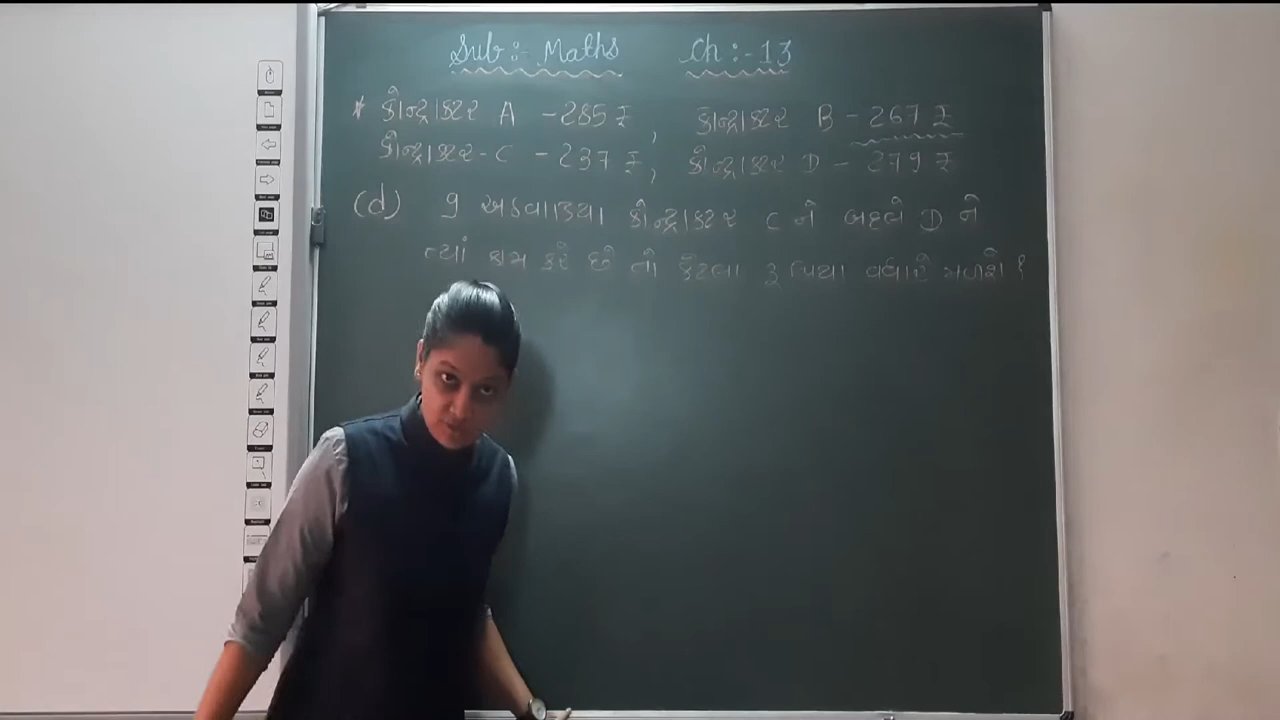 Sub :- Maths Ch :- 13
* કોન્ટ્રાક્ટર A - 285 ₹, કોન્ટ્રાક્ટર B - 267 ₹
કોન્ટ્રાક્ટર - C - 237 ₹, કોન્ટ્રાક્ટર D - 279 ₹
(d) 9 અઠવાડિયા કોન્ટ્રાક્ટર C ને બદલે D ને
ત્યાં કામ કરે છે તો કેટલા રૂપિયા વધારે મળશે ?